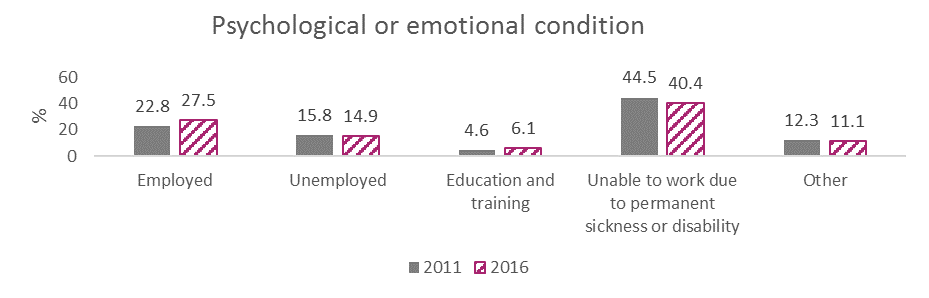 Psychological or emotional condition
%
60
40
20
0
22.8 27.5
15.8 14.9
4.6 6.1
44.5 40.4
12.3 11.1
Employed
Unemployed
Education and
training
Unable to work due
to permanent
sickness or disability
Other
2011 2016